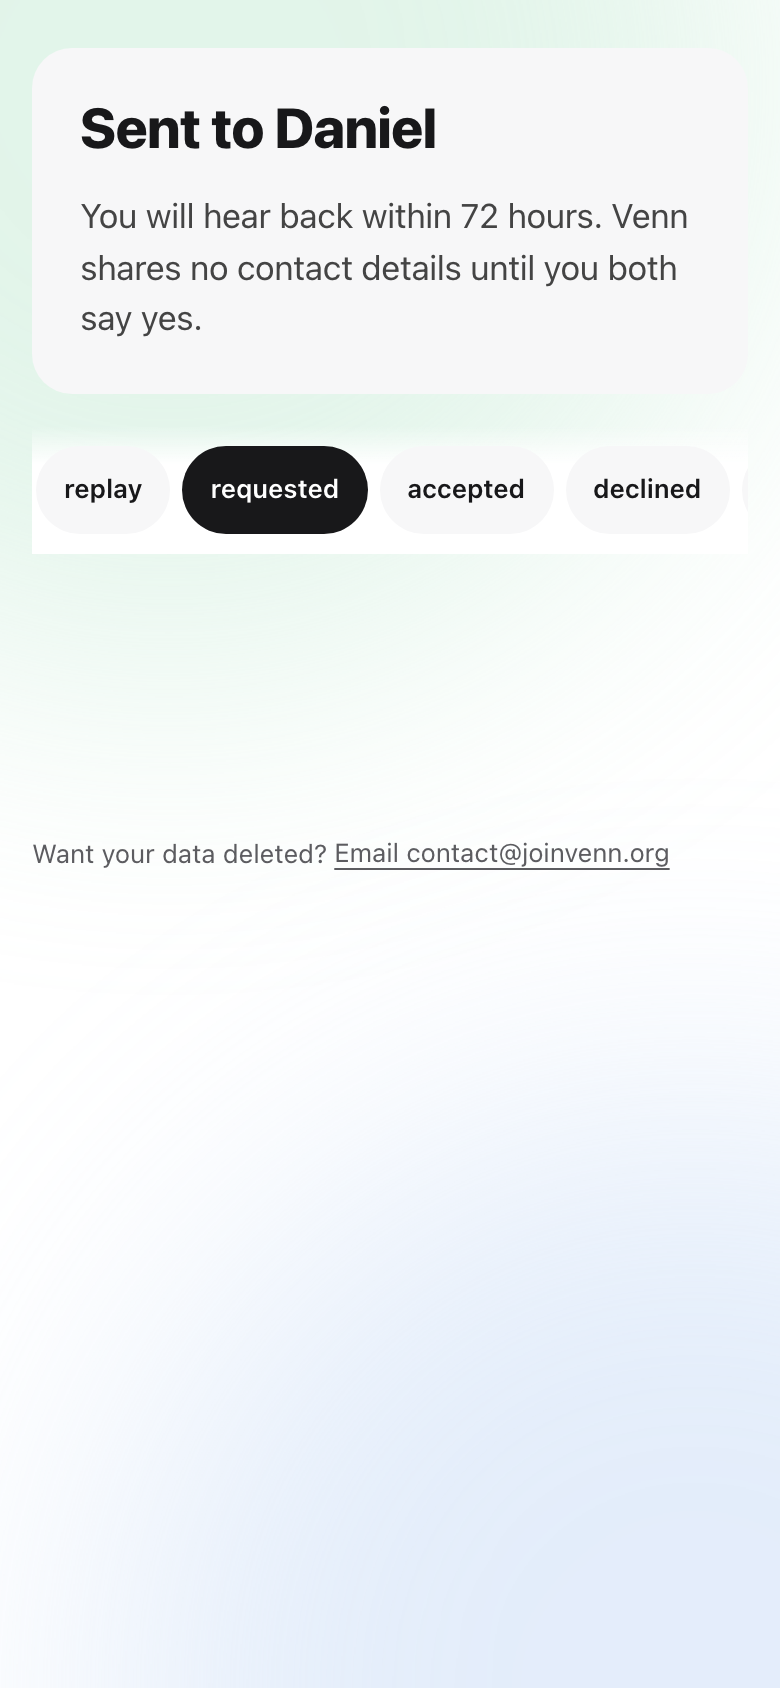 Sent to Daniel
You will hear back within 72 hours. Venn
shares no contact details until you both
say yes.
replay requested accepted declined
Want your data deleted? Email contact@joinvenn.org